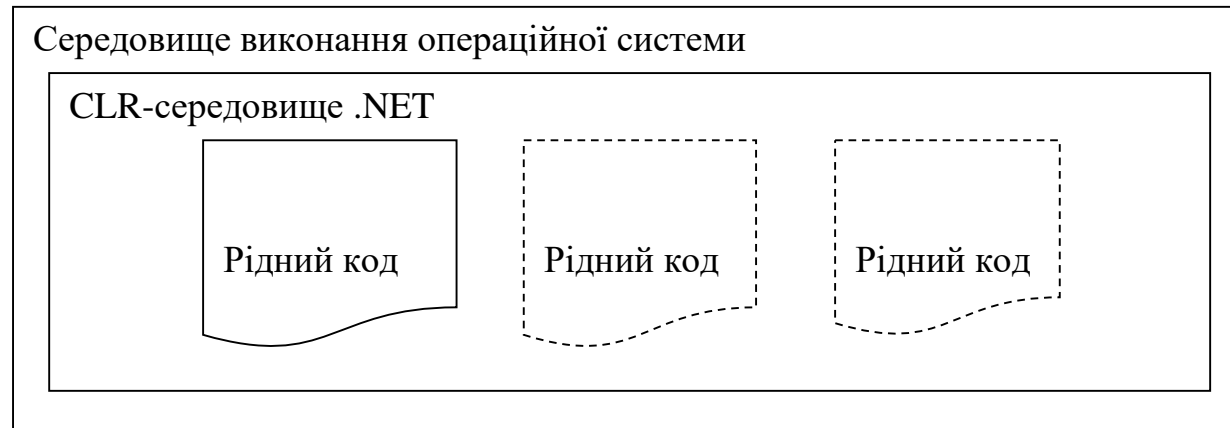 Середовище виконання операційної системи
CLR-середовище .NET
Рідний код Рідний код Рідний код